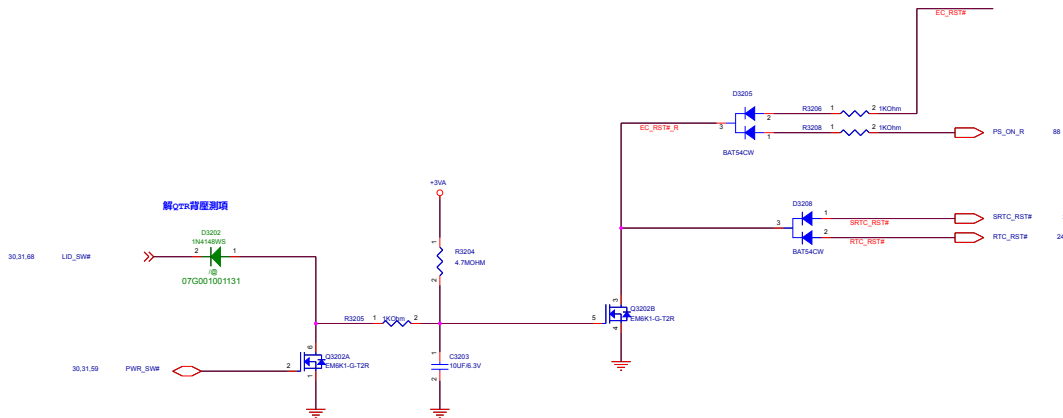 EC_RST#
D3205
R3206 1 2 1KOhm
2
EC_RST#_R 3
R3208 1 2 1KOhm
1
PS_ON_R 88
BAT54CW
+3VA
解QTR背壓測項
D3208
D3202
1N4148WS
1 SRTC_RST#
SRTC_RST#
3
2 RTC_RST# 24
RTC_RST#
BAT54CW
2 1
1
R3204
4.7MOHM
2
30,31,68 LID_SW#
/@
07G001001131
3
Q3202B
EM6K1-G-T2R
R3205 1 1KOhm 2
5
4
6
Q3202A
EM6K1-G-T2R
2
1
1
C3203
10UF/6.3V
2
30,31,59 PWR_SW#